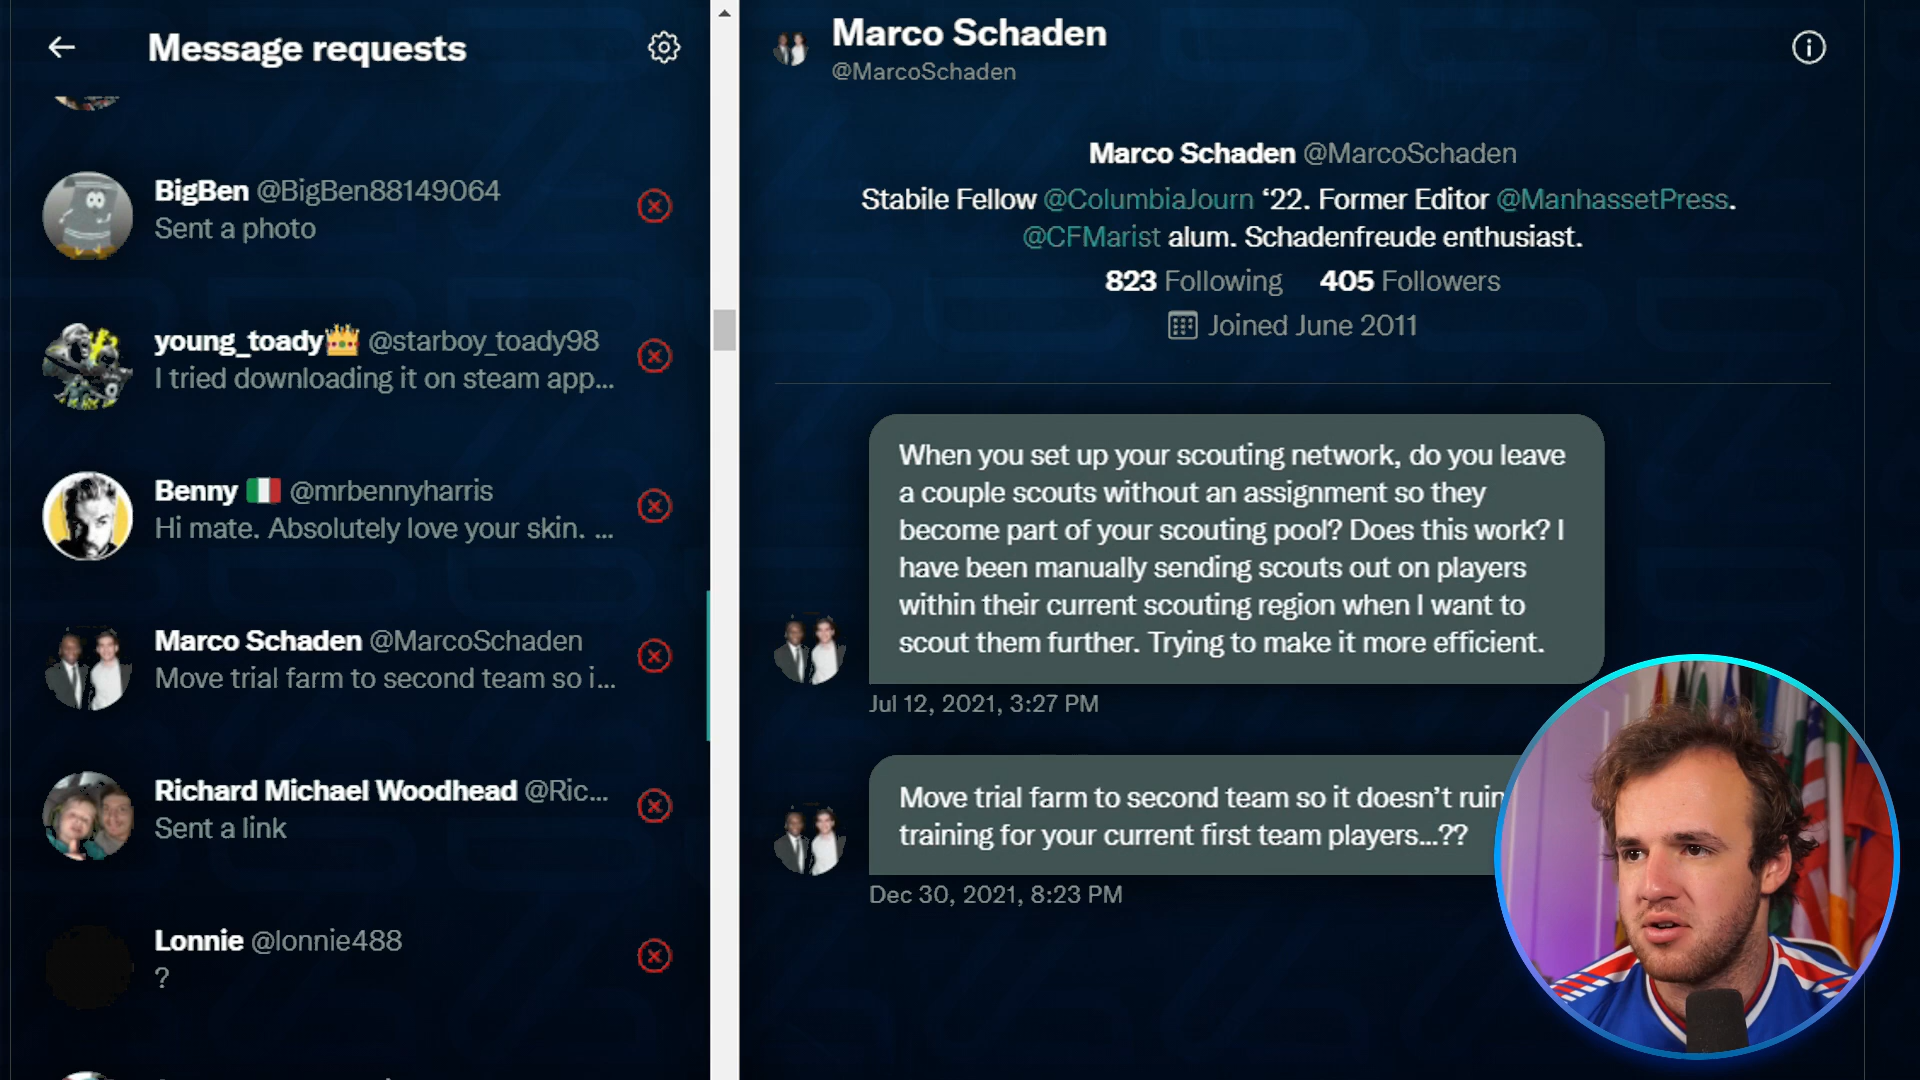 Message requests
BigBen @BigBen88149064
Sent a photo
young_toady👑 @starboy_toady98
I tried downloading it on steam app...
Benny 🇮🇹 @mrbennyharris
Hi mate. Absolutely love your skin. ...
Marco Schaden @MarcoSchaden
Move trial farm to second team so i...
Richard Michael Woodhead @Ric...
Sent a link
Lonnie @lonnie488
?
Marco Schaden
@MarcoSchaden
Marco Schaden @MarcoSchaden
Stabile Fellow @ColumbiaJourn ‘22. Former Editor @ManhassetPress.
@CFMarist alum. Schadenfreude enthusiast.
823 Following 405 Followers
Joined June 2011
When you set up your scouting network, do you leave
a couple scouts without an assignment so they
become part of your scouting pool? Does this work? I
have been manually sending scouts out on players
within their current scouting region when I want to
scout them further. Trying to make it more efficient.
Jul 12, 2021, 3:27 PM
Move trial farm to second team so it doesn’t ruin
training for your current first team players...??
Dec 30, 2021, 8:23 PM